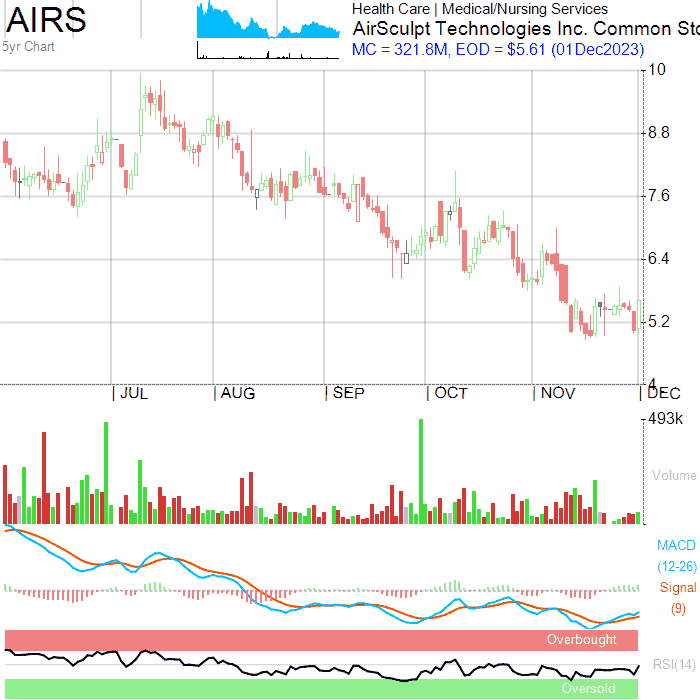 AIRS
5yr Chart
Health Care | Medical/Nursing Services
AirSculpt Technologies Inc. Common Sto
MC = 321.8M, EOD = $5.61 (01Dec2023)
10
8.8
7.6
6.4
5.2
4
JUL AUG SEP OCT NOV DEC
493k
Volume
MACD
(12-26)
Signal
(9)
Overbought
RSI(14)
Oversold